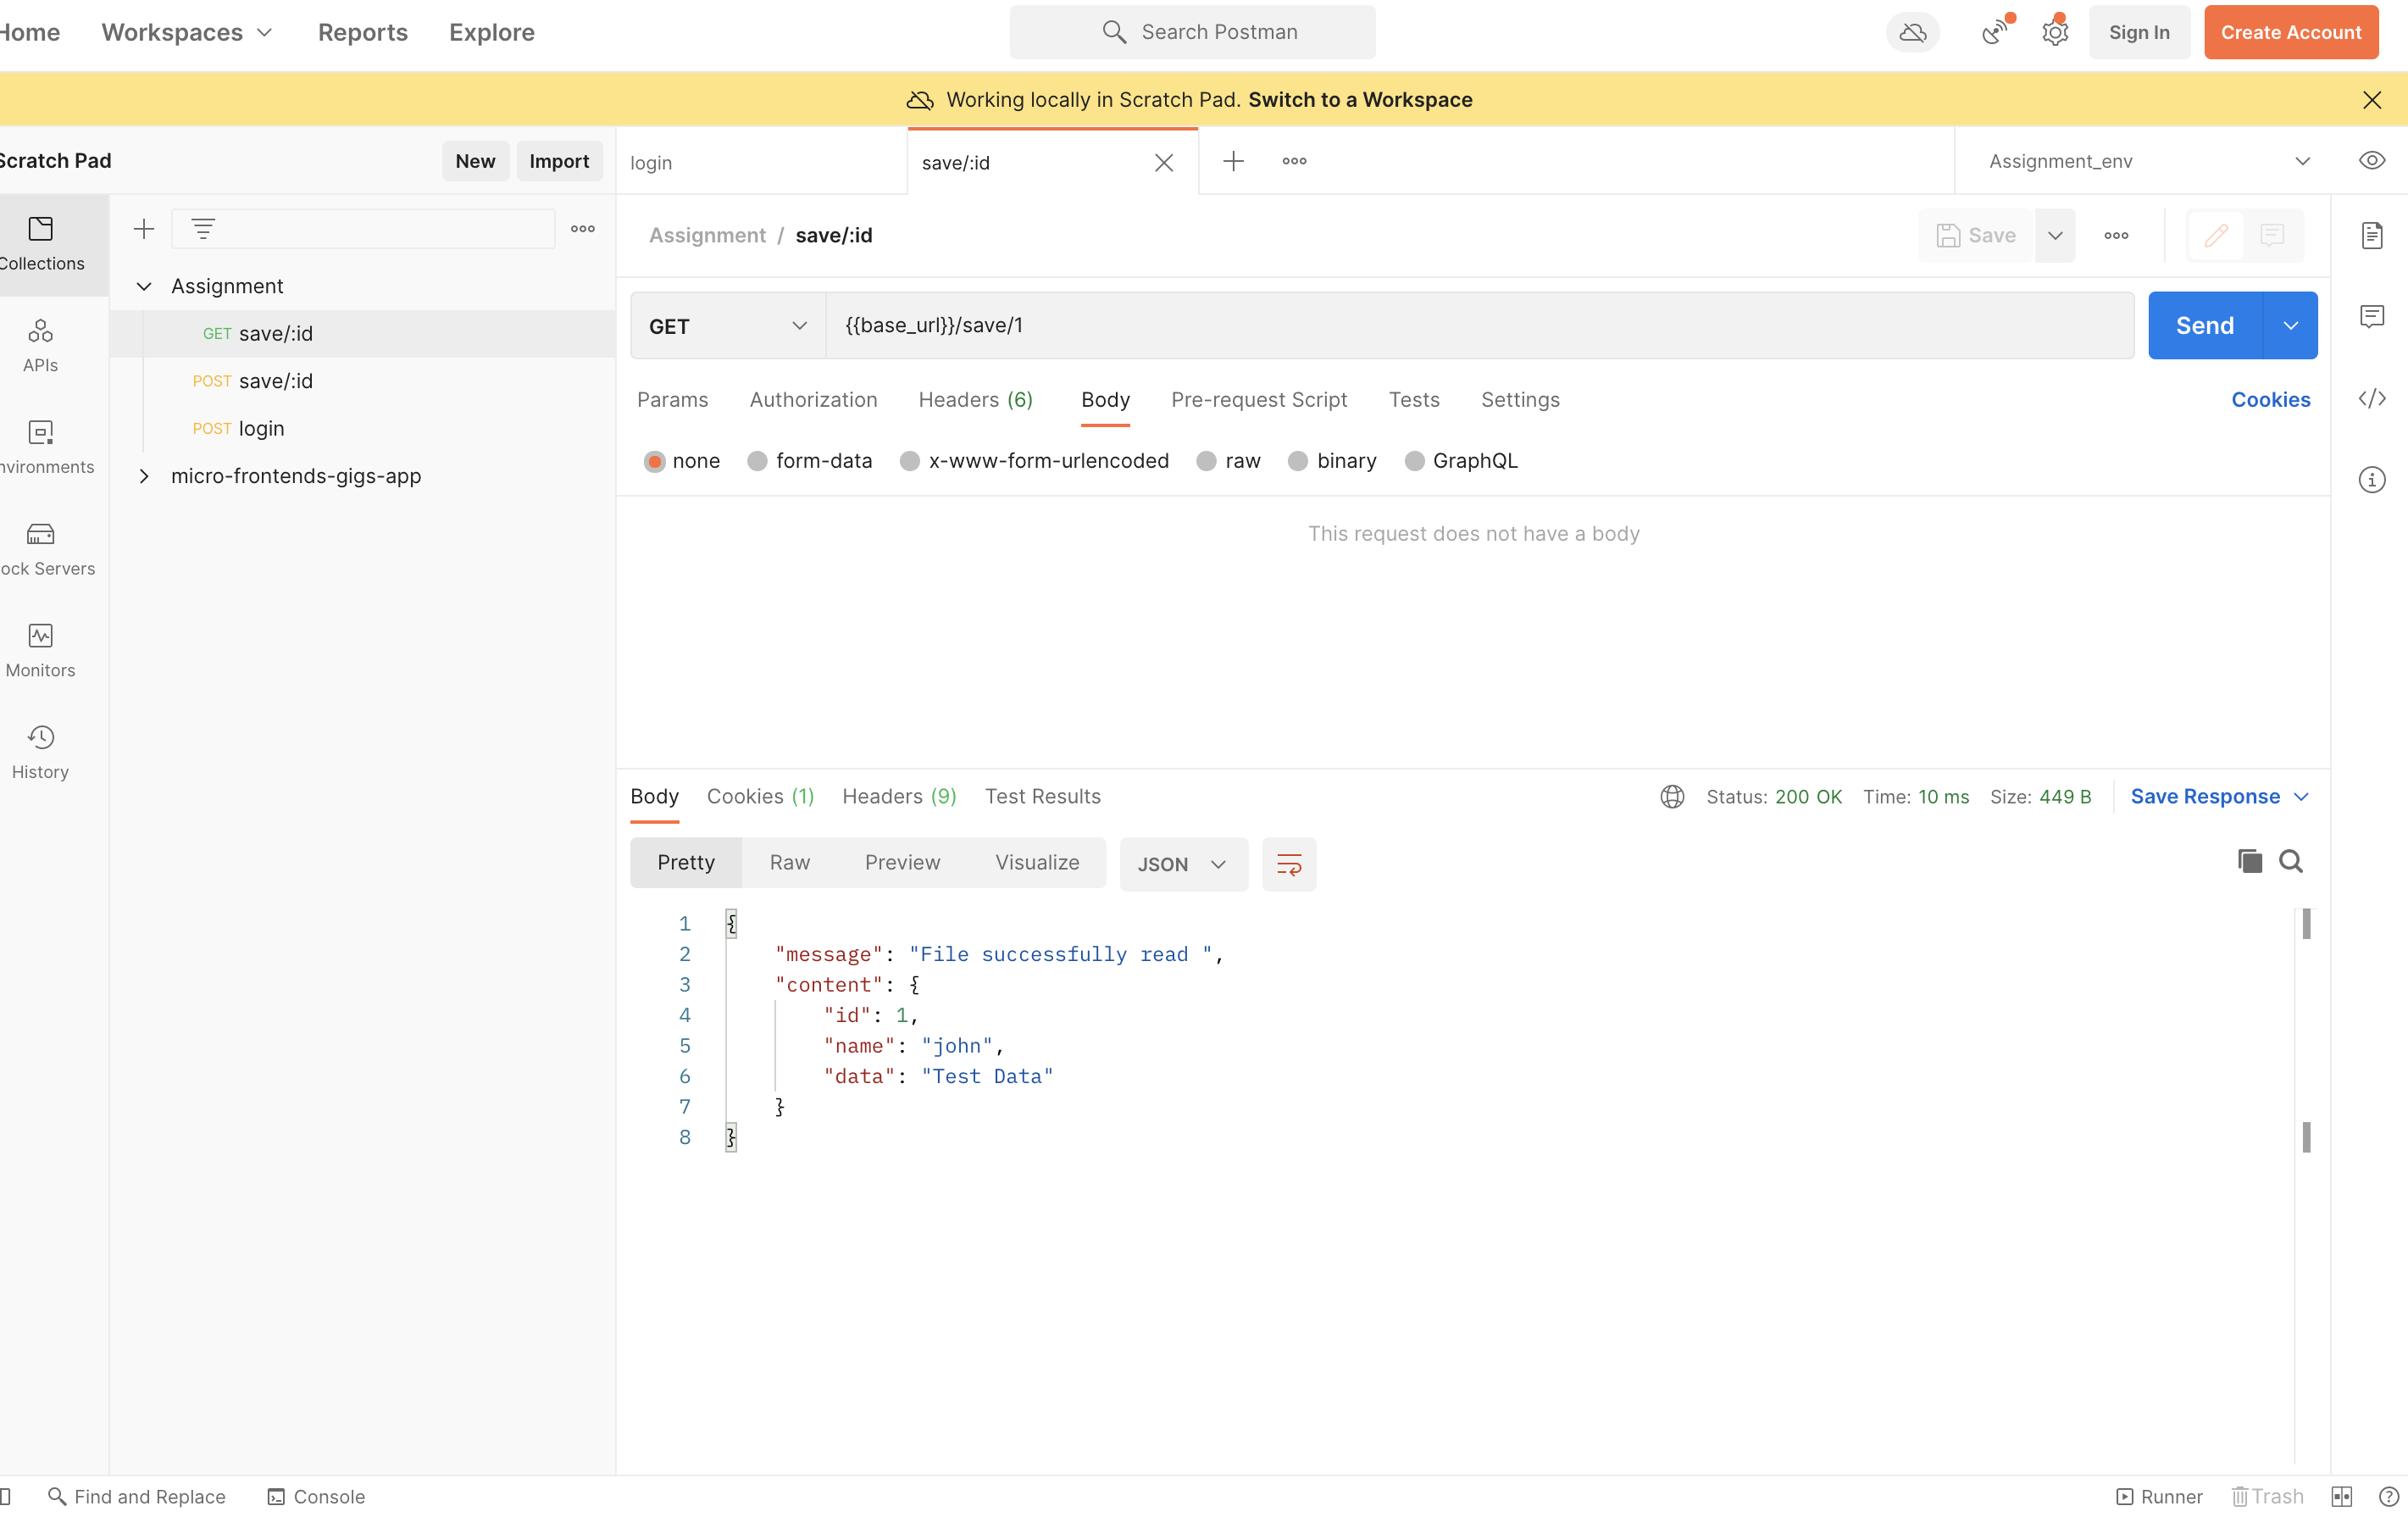 Home Workspaces Reports Explore Search Postman Sign In Create Account
Working locally in Scratch Pad. Switch to a Workspace
Scratch Pad New Import login save/:id Assignment_env
Collections
APIs
nvironments
ock Servers
Monitors
History
Assignment
GET save/:id
POST save/:id
POST login
micro-frontends-gigs-app
Assignment / save/:id Save
GET {{base_url}}/save/1 Send
Params Authorization Headers (6) Body Pre-request Script Tests Settings Cookies
none form-data x-www-form-urlencoded raw binary GraphQL
This request does not have a body
Body Cookies (1) Headers (9) Test Results Status: 200 OK Time: 10 ms Size: 449 B Save Response
Pretty Raw Preview Visualize JSON
1 {
2 "message": "File successfully read ",
3 "content": {
4 "id": 1,
5 "name": "john",
6 "data": "Test Data"
7 }
8 }
Find and Replace Console Runner Trash